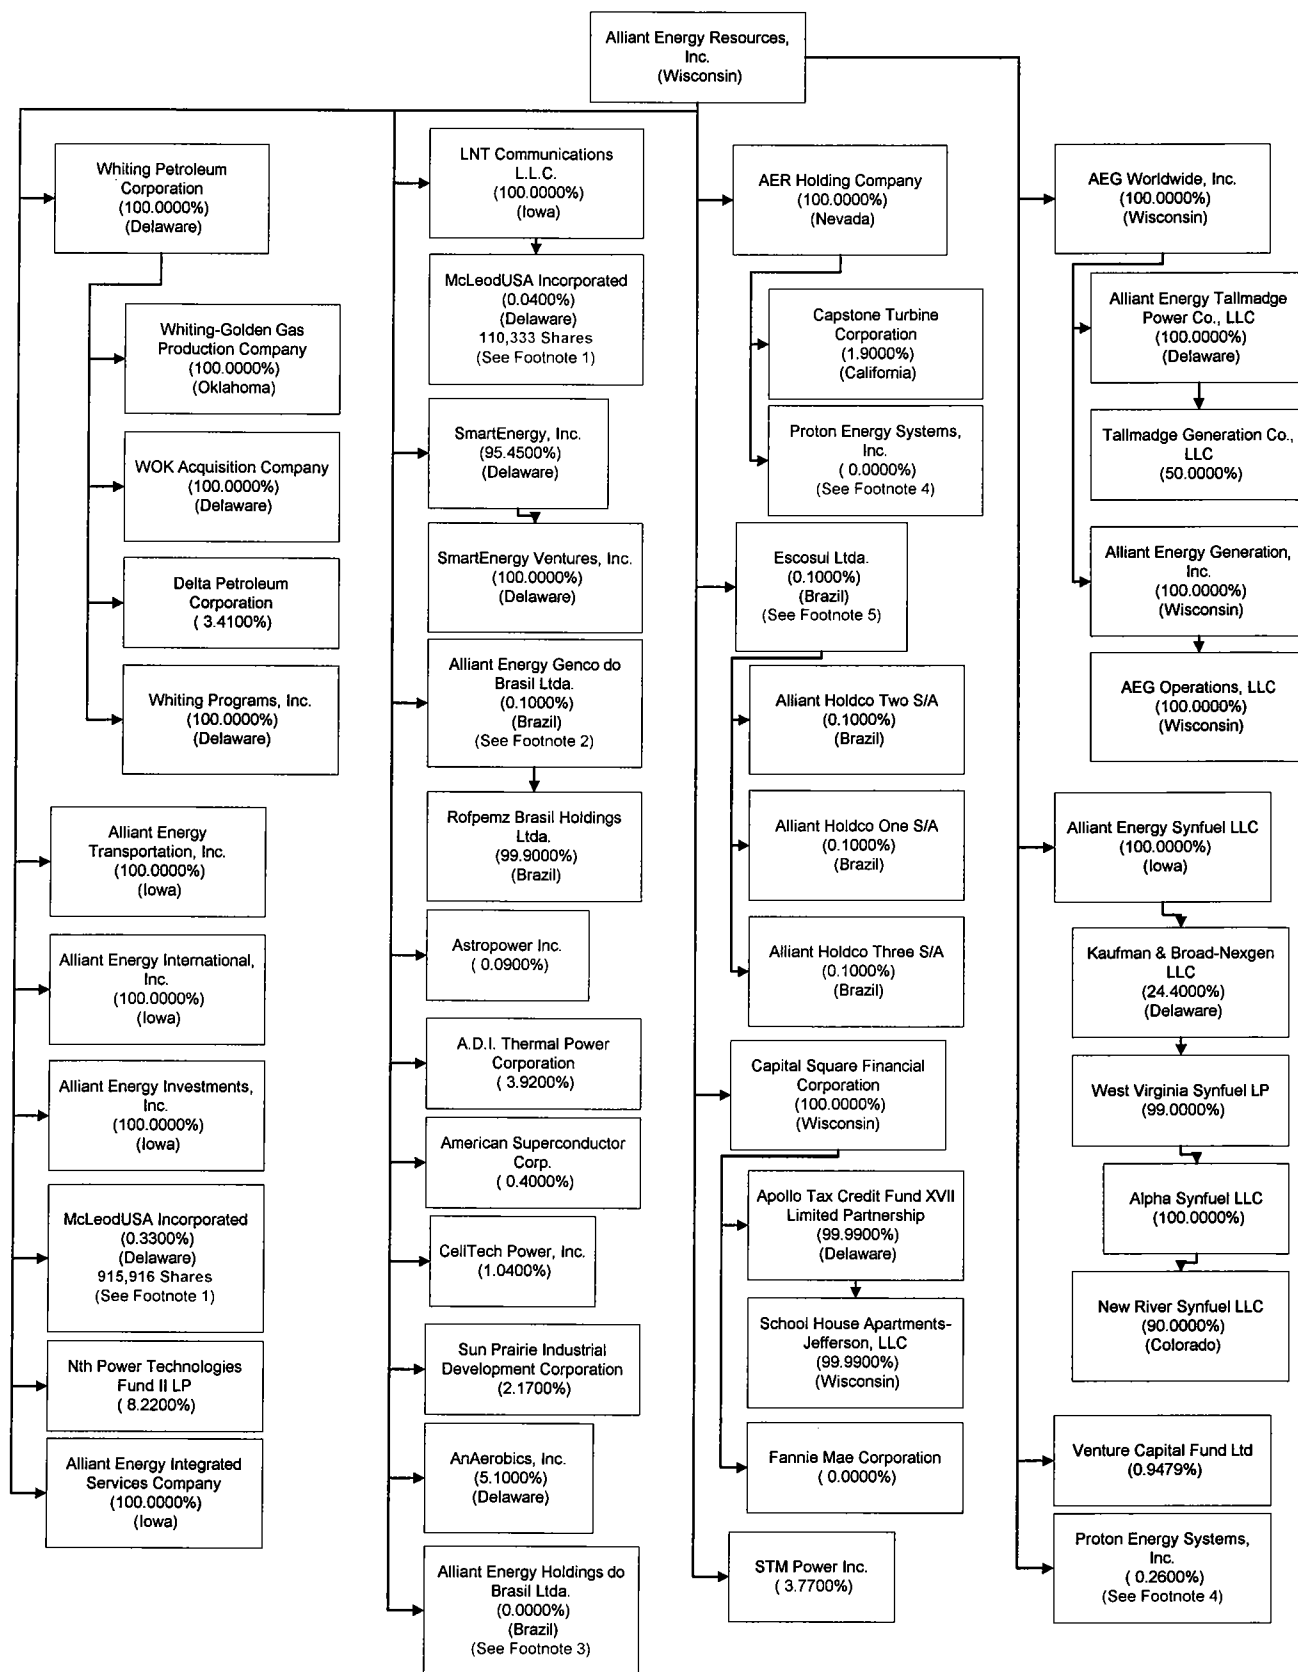 Alliant Energy Resources,
Inc.
(Wisconsin)
Whiting Petroleum
Corporation
(100.0000%)
(Delaware)
Whiting-Golden Gas
Production Company
(100.0000%)
(Oklahoma)
WOK Acquisition Company
(100.0000%)
(Delaware)
Delta Petroleum
Corporation
( 3.4100%)
Whiting Programs, Inc.
(100.0000%)
(Delaware)
Alliant Energy
Transportation, Inc.
(100.0000%)
(Iowa)
Alliant Energy International,
Inc.
(100.0000%)
(Iowa)
Alliant Energy Investments,
Inc.
(100.0000%)
(Iowa)
McLeodUSA Incorporated
(0.3300%)
(Delaware)
915,916 Shares
(See Footnote 1)
Nth Power Technologies
Fund II LP
( 8.2200%)
Alliant Energy Integrated
Services Company
(100.0000%)
(Iowa)
LNT Communications
L.L.C.
(100.0000%)
(Iowa)
McLeodUSA Incorporated
(0.0400%)
(Delaware)
110,333 Shares
(See Footnote 1)
SmartEnergy, Inc.
(95.4500%)
(Delaware)
SmartEnergy Ventures, Inc.
(100.0000%)
(Delaware)
Alliant Energy Genco do
Brasil Ltda.
(0.1000%)
(Brazil)
(See Footnote 2)
Rofpemz Brasil Holdings
Ltda.
(99.9000%)
(Brazil)
Astropower Inc.
( 0.0900%)
A.D.I. Thermal Power
Corporation
( 3.9200%)
American Superconductor
Corp.
( 0.4000%)
CellTech Power, Inc.
(1.0400%)
Sun Prairie Industrial
Development Corporation
(2.1700%)
AnAerobics, Inc.
(5.1000%)
(Delaware)
Alliant Energy Holdings do
Brasil Ltda.
(0.0000%)
(Brazil)
(See Footnote 3)
AER Holding Company
(100.0000%)
(Nevada)
Capstone Turbine
Corporation
(1.9000%)
(California)
Proton Energy Systems,
Inc.
( 0.0000%)
(See Footnote 4)
Escosul Ltda.
(0.1000%)
(Brazil)
(See Footnote 5)
Alliant Holdco Two S/A
(0.1000%)
(Brazil)
Alliant Holdco One S/A
(0.1000%)
(Brazil)
Alliant Holdco Three S/A
(0.1000%)
(Brazil)
Capital Square Financial
Corporation
(100.0000%)
(Wisconsin)
Apollo Tax Credit Fund XVII
Limited Partnership
(99.9900%)
(Delaware)
School House Apartments-
Jefferson, LLC
(99.9900%)
(Wisconsin)
Fannie Mae Corporation
( 0.0000%)
STM Power Inc.
( 3.7700%)
AEG Worldwide, Inc.
(100.0000%)
(Wisconsin)
Alliant Energy Tallmadge
Power Co., LLC
(100.0000%)
(Delaware)
Tallmadge Generation Co.,
LLC
(50.0000%)
Alliant Energy Generation,
Inc.
(100.0000%)
(Wisconsin)
AEG Operations, LLC
(100.0000%)
(Wisconsin)
Alliant Energy Synfuel LLC
(100.0000%)
(Iowa)
Kaufman & Broad-Nexgen
LLC
(24.4000%)
(Delaware)
West Virginia Synfuel LP
(99.0000%)
Alpha Synfuel LLC
(100.0000%)
New River Synfuel LLC
(90.0000%)
(Colorado)
Venture Capital Fund Ltd
(0.9479%)
Proton Energy Systems,
Inc.
( 0.2600%)
(See Footnote 4)